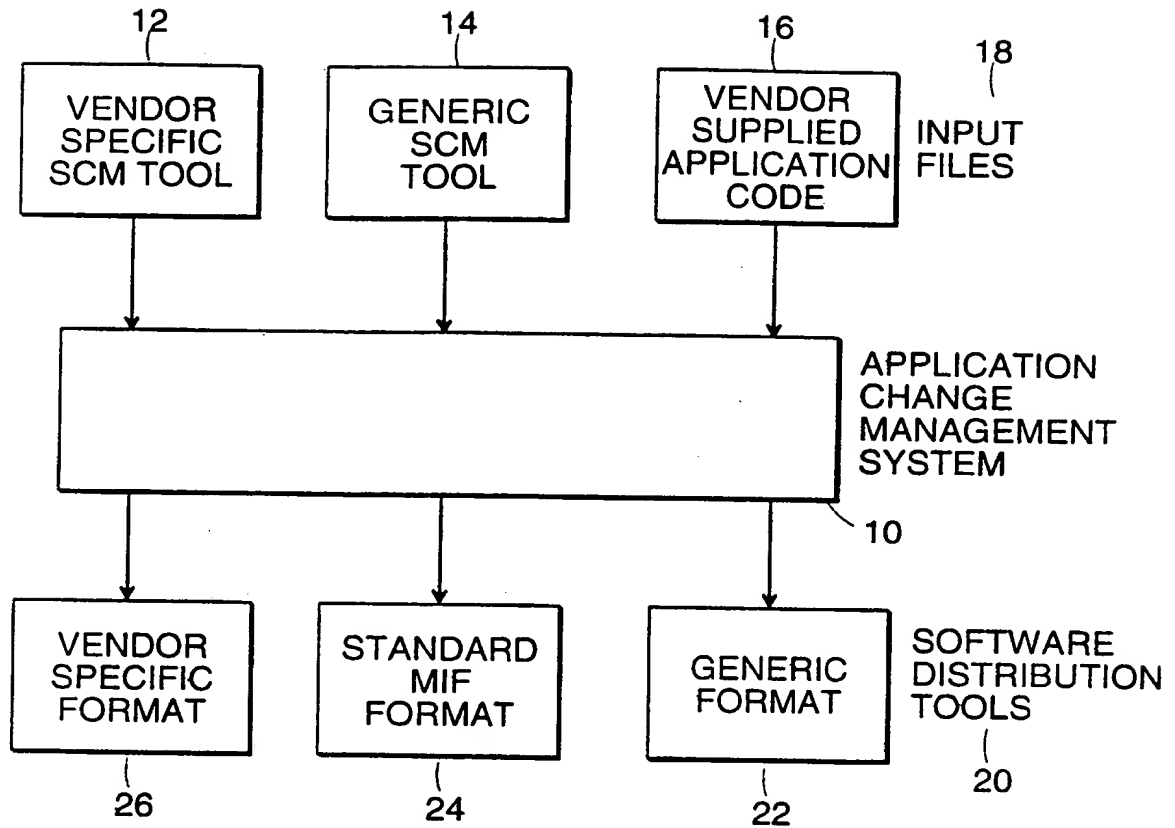 12
14
16
18
VENDOR
SPECIFIC
SCM TOOL
GENERIC
SCM
TOOL
VENDOR
SUPPLIED
APPLICATION
CODE
INPUT
FILES
APPLICATION
CHANGE
MANAGEMENT
SYSTEM
10
VENDOR
SPECIFIC
FORMAT
STANDARD
MIF
FORMAT
GENERIC
FORMAT
SOFTWARE
DISTRIBUTION
TOOLS
26
24
22
20